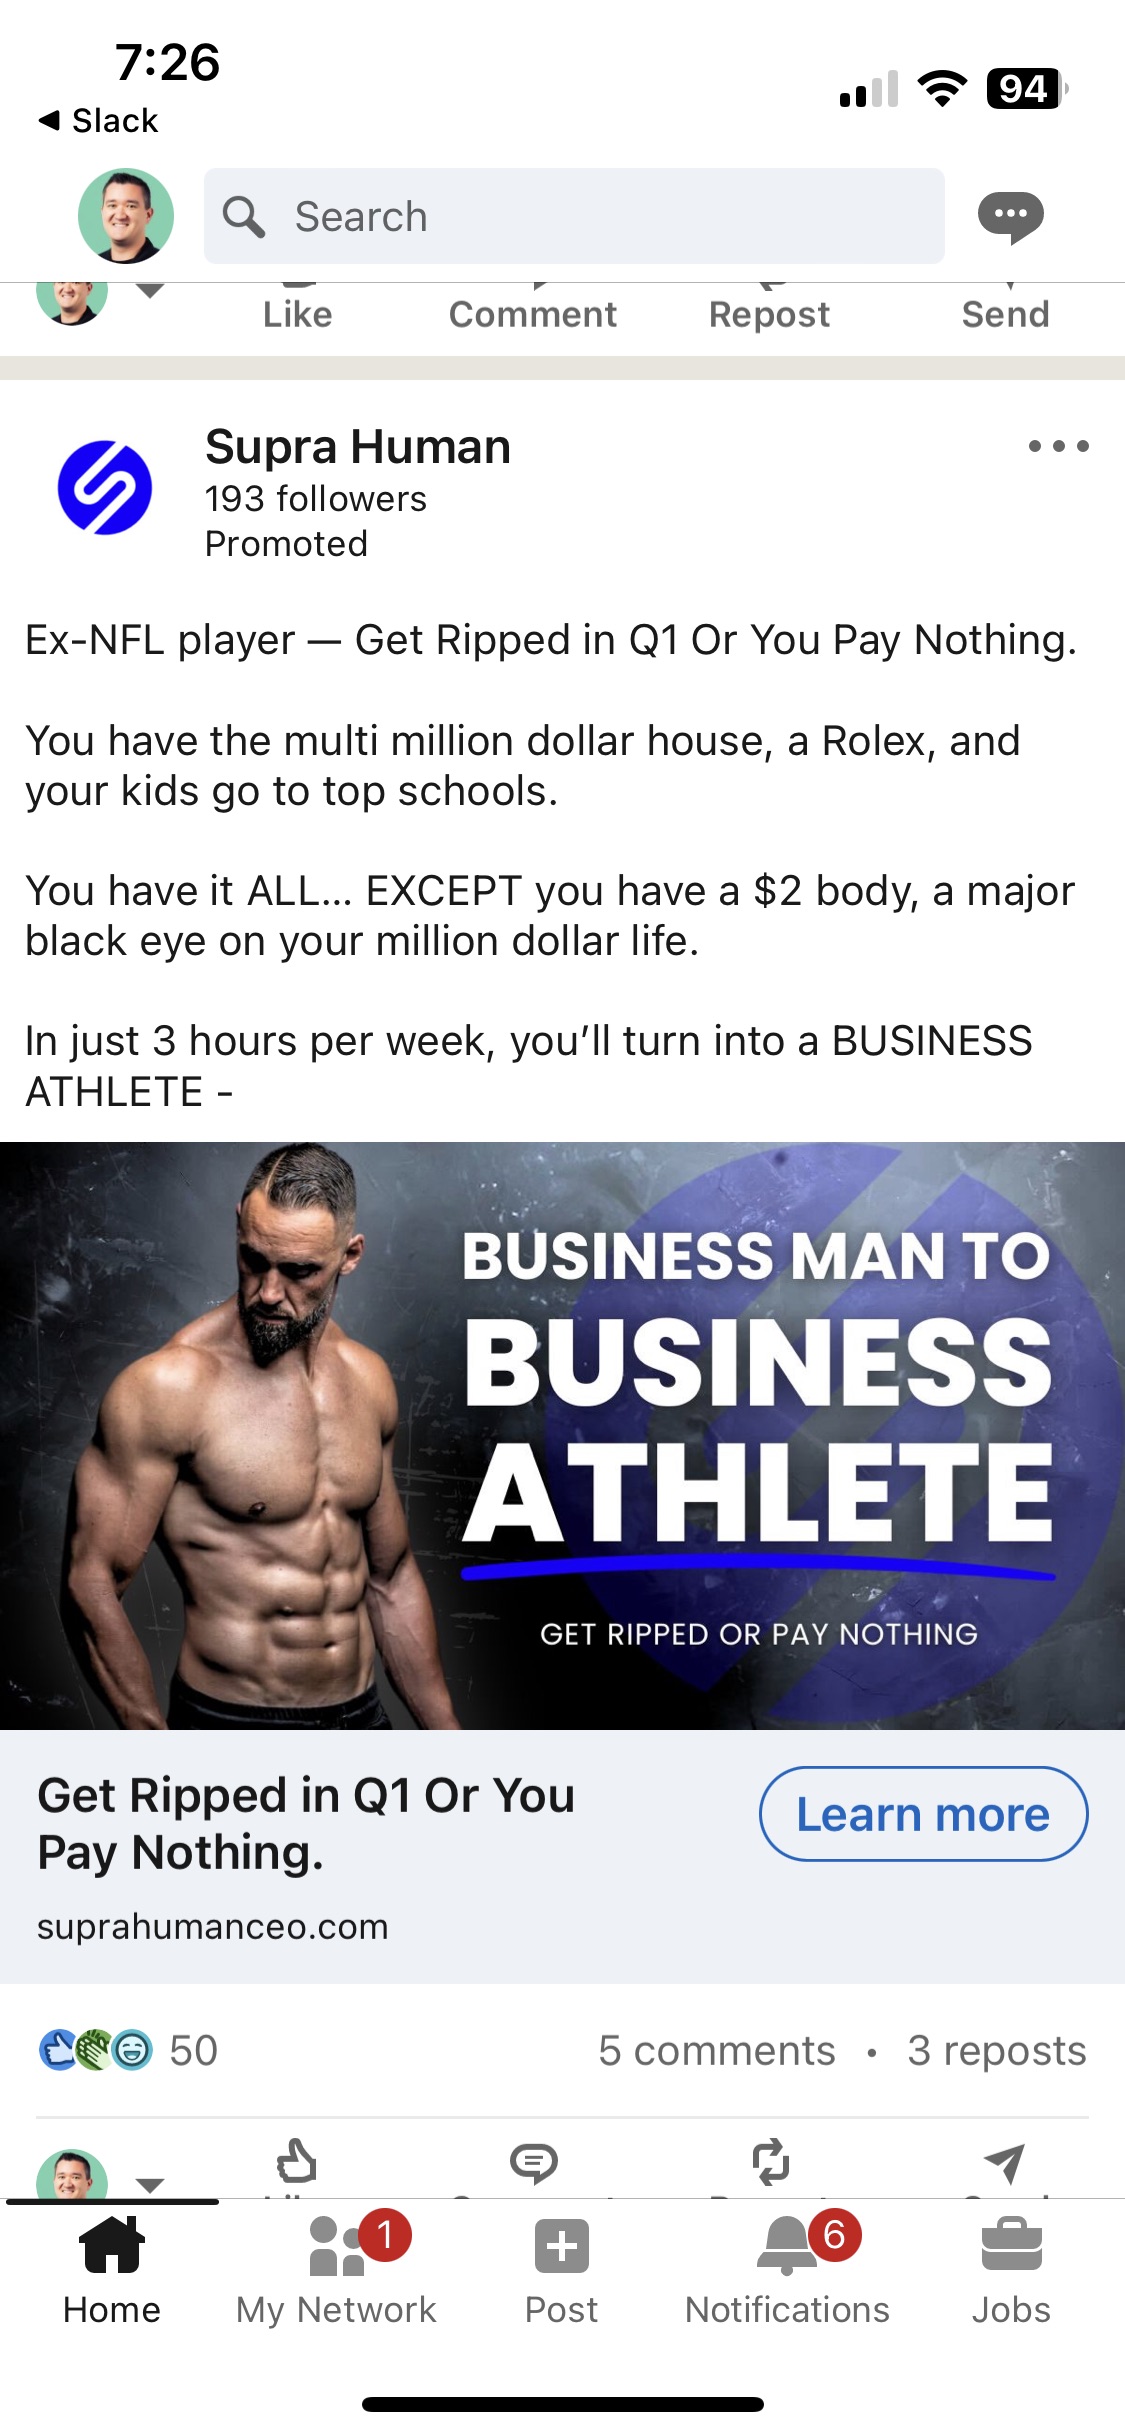 7:26
94
◀ Slack
Search
Like Comment Repost Send
Supra Human
193 followers
Promoted
Ex-NFL player — Get Ripped in Q1 Or You Pay Nothing.
You have the multi million dollar house, a Rolex, and
your kids go to top schools.
You have it ALL... EXCEPT you have a $2 body, a major
black eye on your million dollar life.
In just 3 hours per week, you’ll turn into a BUSINESS
ATHLETE -
BUSINESS MAN TO
BUSINESS
ATHLETE
GET RIPPED OR PAY NOTHING
Get Ripped in Q1 Or You
Pay Nothing.
Learn more
suprahumanceo.com
50
5 comments • 3 reposts
1
6
Home My Network Post Notifications Jobs